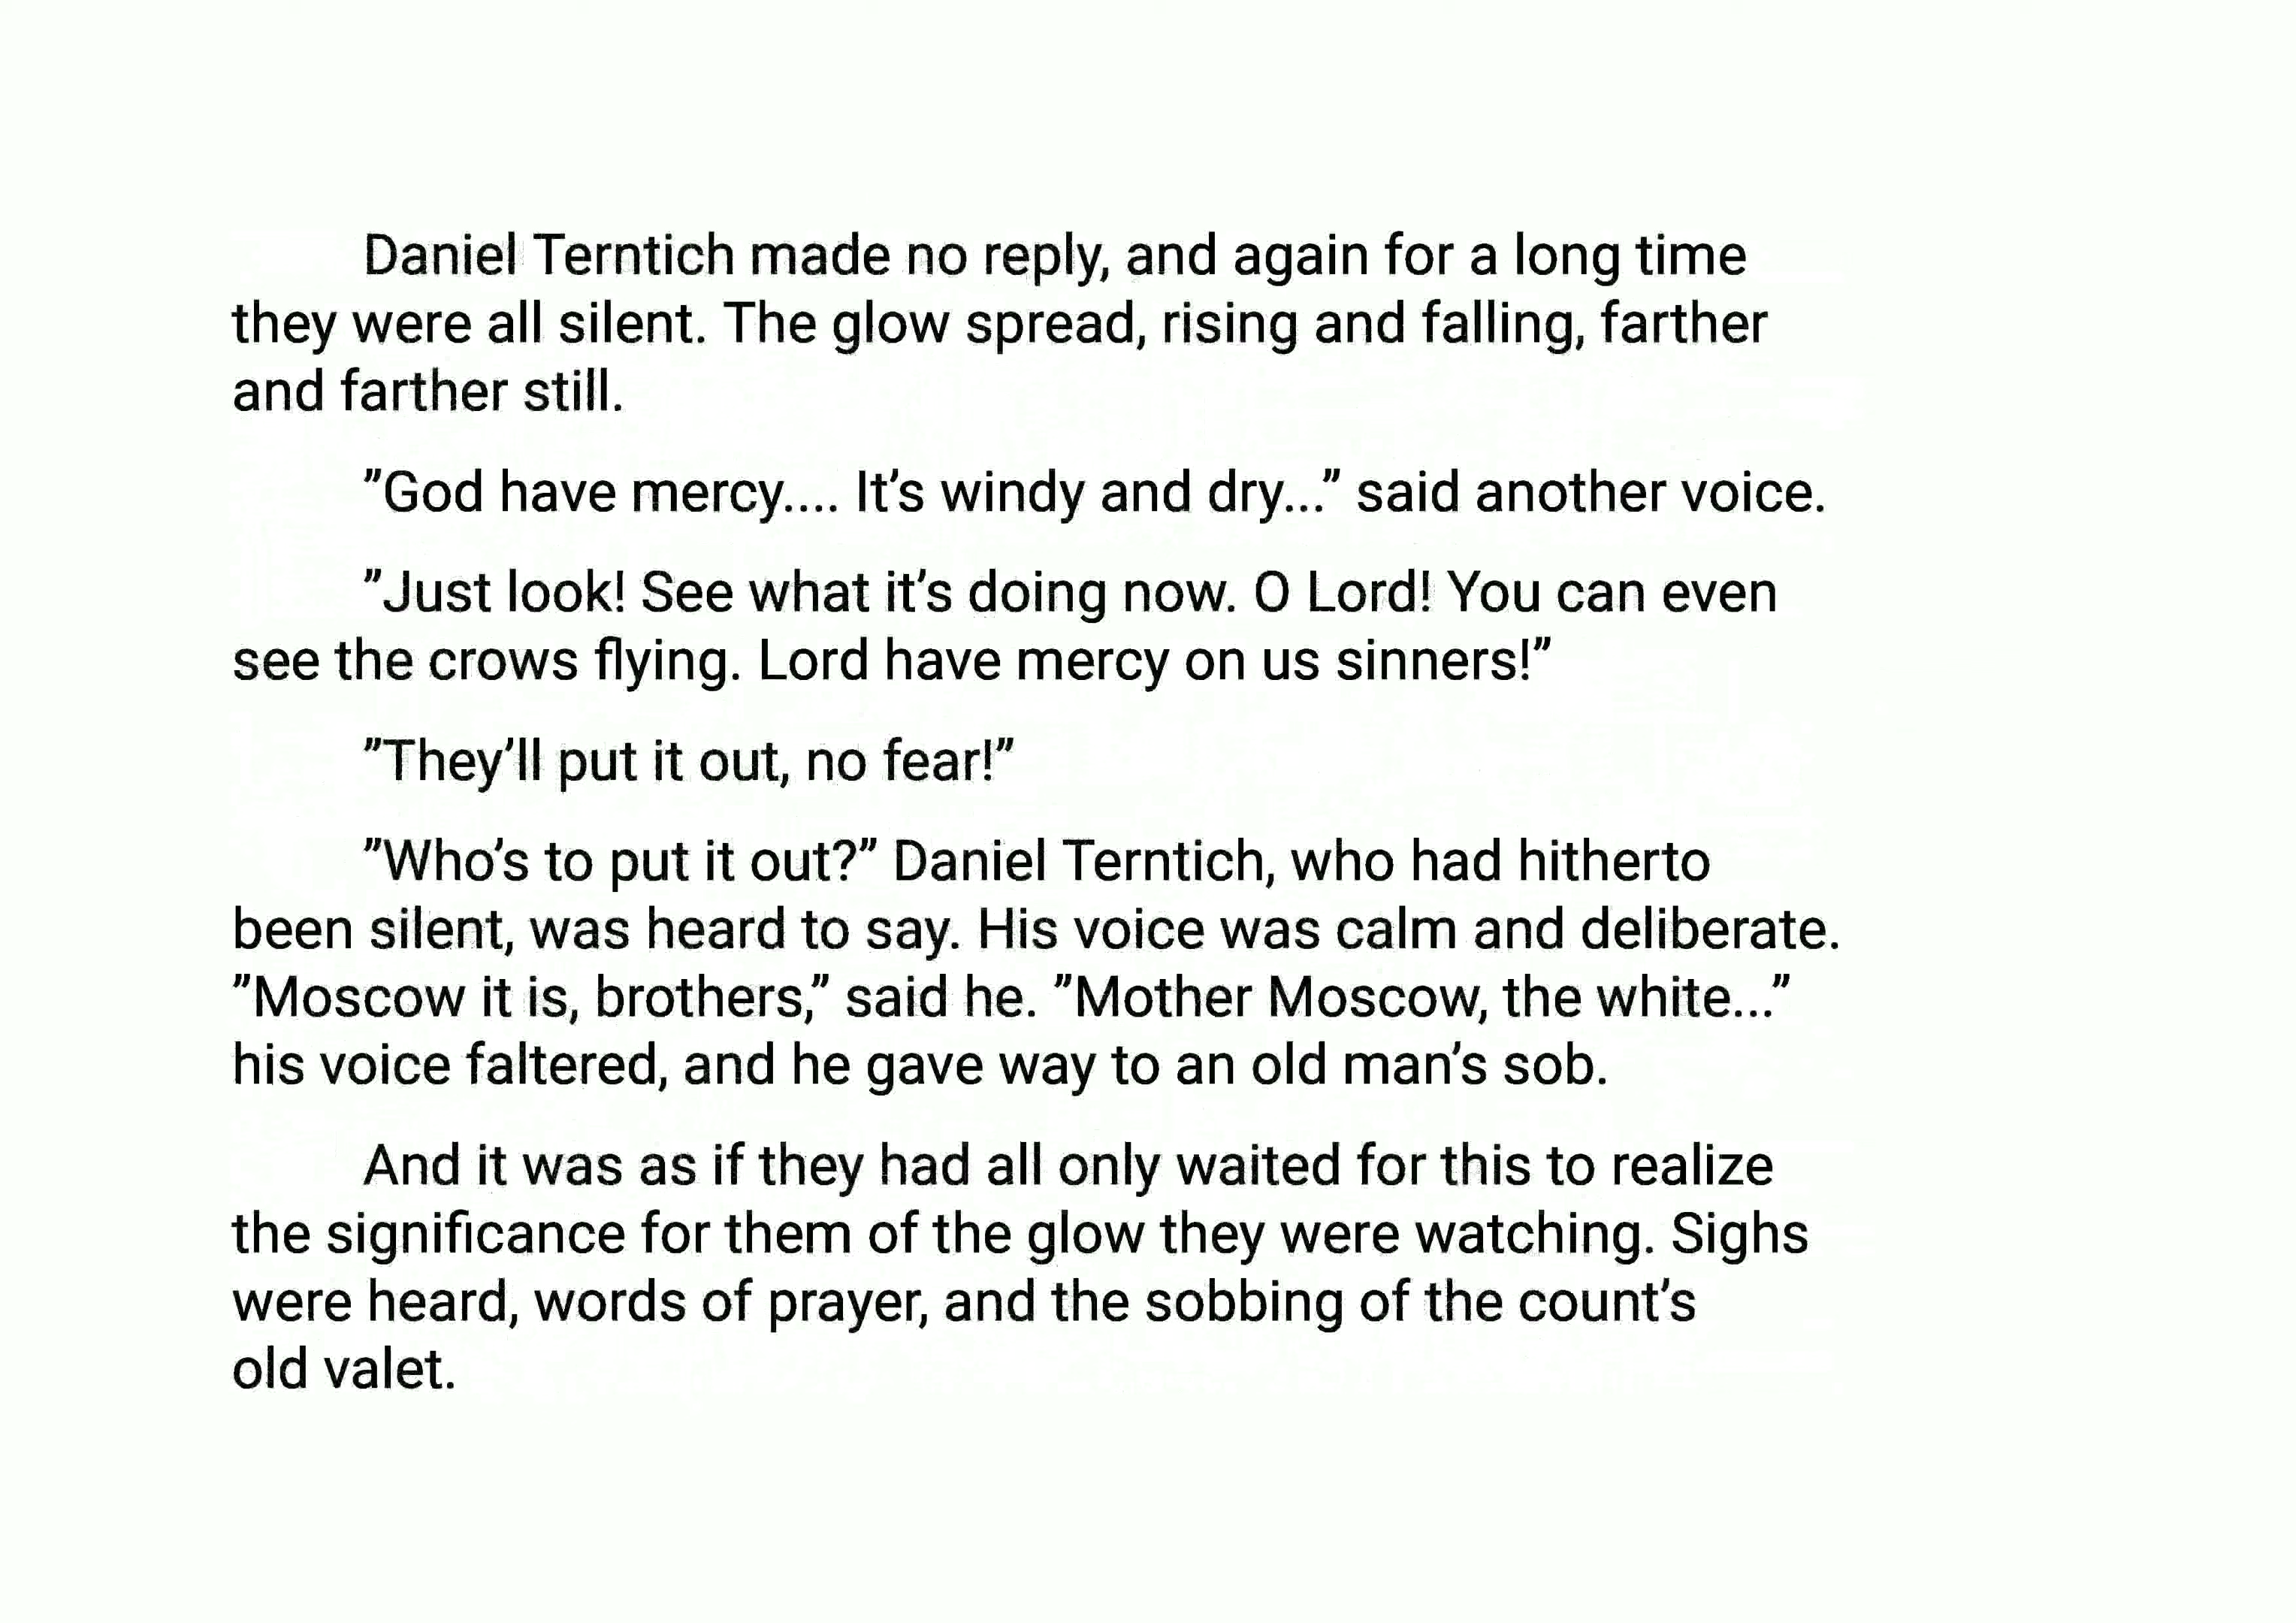 Daniel Terntich made no reply, and again for a long time
they were all silent. The glow spread, rising and falling, farther
and farther still.
”God have mercy.... It’s windy and dry...” said another voice.
”Just look! See what it’s doing now. O Lord! You can even
see the crows flying. Lord have mercy on us sinners!”
”They’ll put it out, no fear!”
”Who’s to put it out?” Daniel Terntich, who had hitherto
been silent, was heard to say. His voice was calm and deliberate.
”Moscow it is, brothers,” said he. ”Mother Moscow, the white...”
his voice faltered, and he gave way to an old man’s sob.
And it was as if they had all only waited for this to realize
the significance for them of the glow they were watching. Sighs
were heard, words of prayer, and the sobbing of the count’s
old valet.